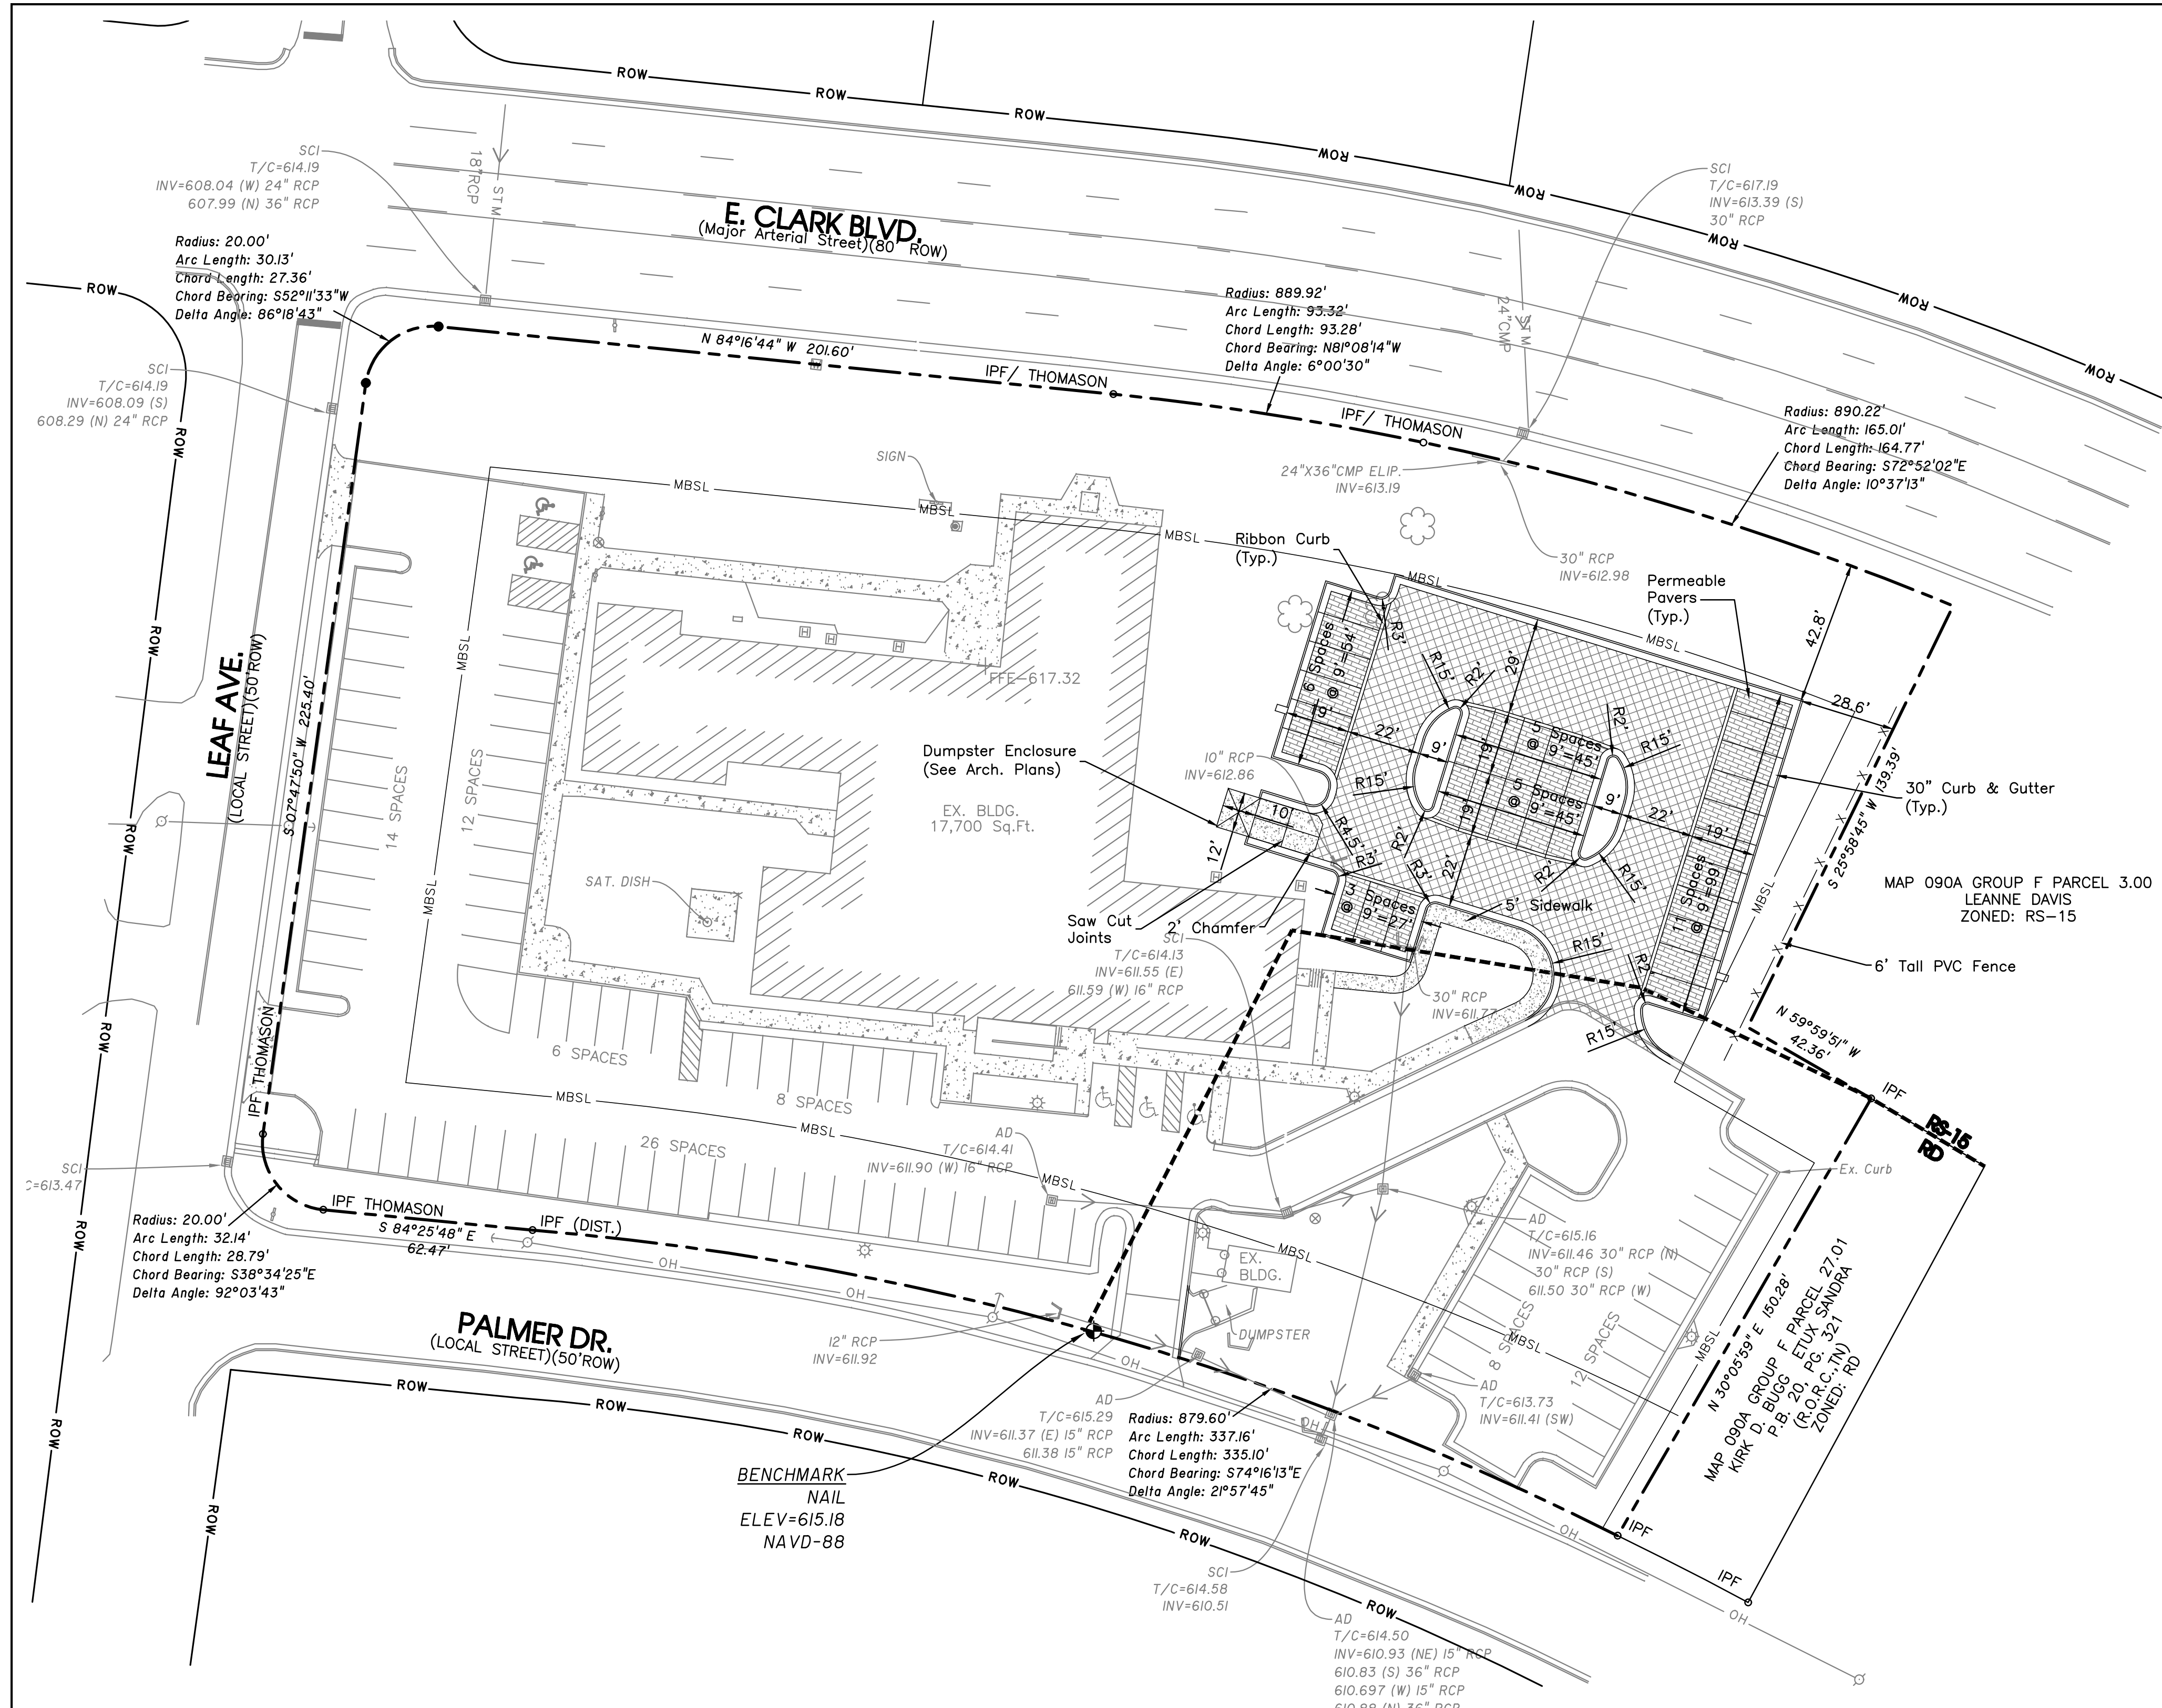 ROW
ROW
ROW
ROW
ROW
ROW
ROW
ROW
SCI
T/C=614.19
INV=608.04 (W) 24" RCP
607.99 (N) 36" RCP
18"RCP
STM
E. CLARK BLVD.
(Major Arterial Street)(80' ROW)
SCI
T/C=617.19
INV=613.39 (S)
30" RCP
24"CMP
STM
Radius: 20.00'
Arc Length: 30.13'
Chord Length: 27.36'
Chord Bearing: S52°11'33"W
Delta Angle: 86°18'43"
ROW
N 84°16'44" W 201.60'
IPF/ THOMASON
Radius: 889.92'
Arc Length: 93.32'
Chord Length: 93.28'
Chord Bearing: N81°08'14"W
Delta Angle: 6°00'30"
IPF/ THOMASON
Radius: 890.22'
Arc Length: 165.01'
Chord Length: 164.77'
Chord Bearing: S72°52'02"E
Delta Angle: 10°37'13"
SCI
T/C=614.19
INV=608.09 (S)
608.29 (N) 24" RCP
ROW
ROW
ROW
ROW
ROW
ROW
LEAF AVE.
(LOCAL STREET)(50'ROW)
S 07°47'50" W 225.40'
IPF THOMASON
MBSL
SIGN
MBSL
MBSL
MBSL
MBSL
24"X36"CMP ELIP.
INV=613.19
30" RCP
INV=612.98
Ribbon Curb
(Typ.)
MBSL
Permeable
Pavers
(Typ.)
MBSL
42.8'
28.6'
6 Spaces
@ 9'=54'
R3'
R15'
R2'
29'
R2'
R15'
19'
22'
9'
19'
5 Spaces
@ 9'=45'
5 Spaces
@ 9'=45'
9'
22'
19'
R15'
19'
R2'
R2'
R15'
11 Spaces
@ 9'=99'
30" Curb & Gutter
(Typ.)
S 25°58'45" W 139.39'
MAP 090A GROUP F PARCEL 3.00
LEANNE DAVIS
ZONED: RS-15
6' Tall PVC Fence
FFE-617.32
14 SPACES
12 SPACES
Dumpster Enclosure
(See Arch. Plans)
10" RCP
INV=612.86
10
12'
R4.5'
R3'
R3'
22'
3 Spaces
@ 9'=27'
5' Sidewalk
R15'
R2'
R15'
MBSL
EX. BLDG.
17,700 Sq.Ft.
SAT. DISH
Saw Cut
Joints
2' Chamfer
SCI
T/C=614.13
INV=611.55 (E)
611.59 (W) 16" RCP
30" RCP
INV=611.77
N 59°59'51" W
42.36'
IPF
RS-15
RD
6 SPACES
8 SPACES
26 SPACES
MBSL
MBSL
MBSL
MBSL
MBSL
MBSL
AD
T/C=614.41
INV=611.90 (W) 16" RCP
SCI
C=613.47
Radius: 20.00'
Arc Length: 32.14'
Chord Length: 28.79'
Chord Bearing: S38°34'25"E
Delta Angle: 92°03'43"
IPF THOMASON
S 84°25'48" E
62.47'
IPF (DIST.)
OH
OH
OH
OH
OH
OH
Ex. Curb
AD
T/C=615.16
INV=611.46 30" RCP (N)
30" RCP (S)
611.50 30" RCP (W)
EX.
BLDG.
DUMPSTER
8 SPACES
12 SPACES
AD
T/C=613.73
INV=611.41 (SW)
N 30°05'59" E 150.28'
MAP 090A GROUP F PARCEL 27.01
KIRK D. BUGG ETUX SANDRA
P.B. 20, PG. 321
(R.O.R.C.,TN)
ZONED: RD
IPF
IPF
PALMER DR.
(LOCAL STREET)(50'ROW)
12" RCP
INV=611.92
AD
T/C=615.29
INV=611.37 (E) 15" RCP
611.38 15" RCP
Radius: 879.60'
Arc Length: 337.16'
Chord Length: 335.10'
Chord Bearing: S74°16'13"E
Delta Angle: 21°57'45"
BENCHMARK
NAIL
ELEV=615.18
NAVD-88
ROW
ROW
ROW
ROW
ROW
ROW
ROW
SCI
T/C=614.58
INV=610.51
AD
T/C=614.50
INV=610.93 (NE) 15" RCP
610.83 (S) 36" RCP
610.697 (W) 15" RCP
610.88 (N) 36" RCP